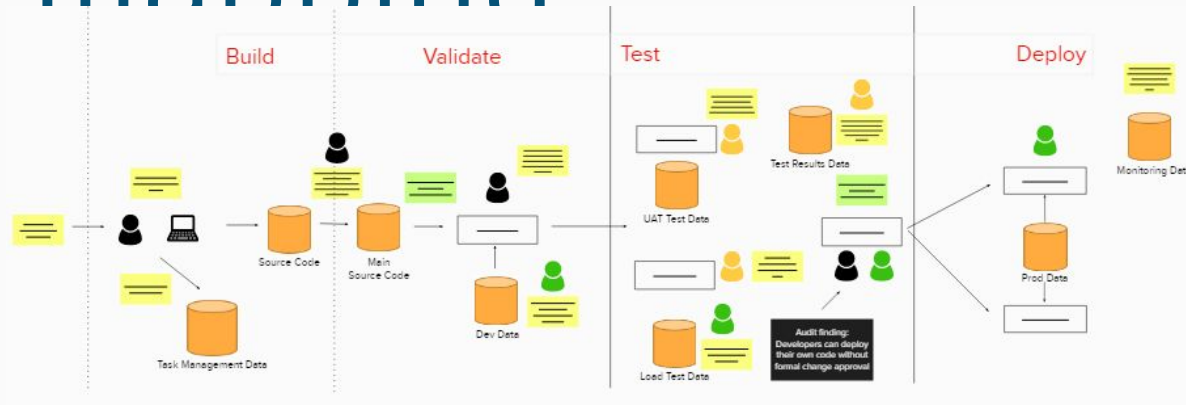 Build
Validate
Test
Deploy
Test Results Data
Monitoring
UAT Test Data
Source Code
Main
Source Code
Prod Data
Dev Data
Audit finding:
Developers can deploy
their own code without
formal change approval
Task Management Data
Load Test Data